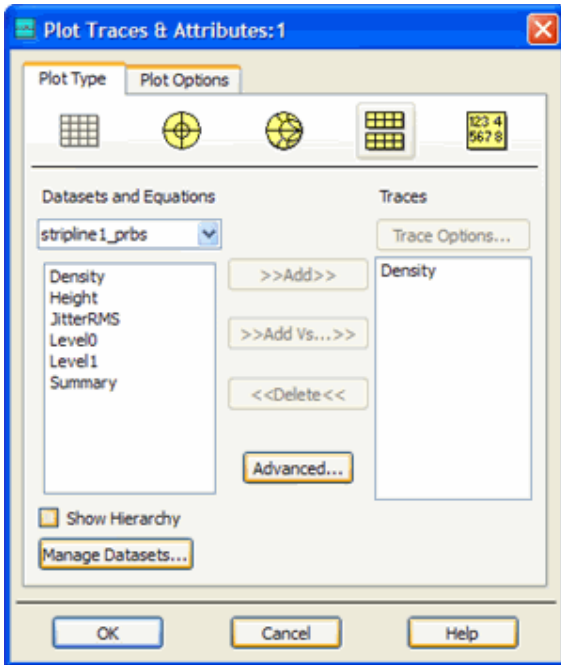 Plot Traces & Attributes:1
Plot Type
Plot Options
123 4
567 8
Datasets and Equations
Traces
stripline1_prbs
Trace Options...
Density
Height
JitterRMS
Level0
Level1
Summary
>>Add>>
>>Add Vs...>>
<<Delete<<
Advanced...
Density
Show Hierarchy
Manage Datasets...
OK
Cancel
Help